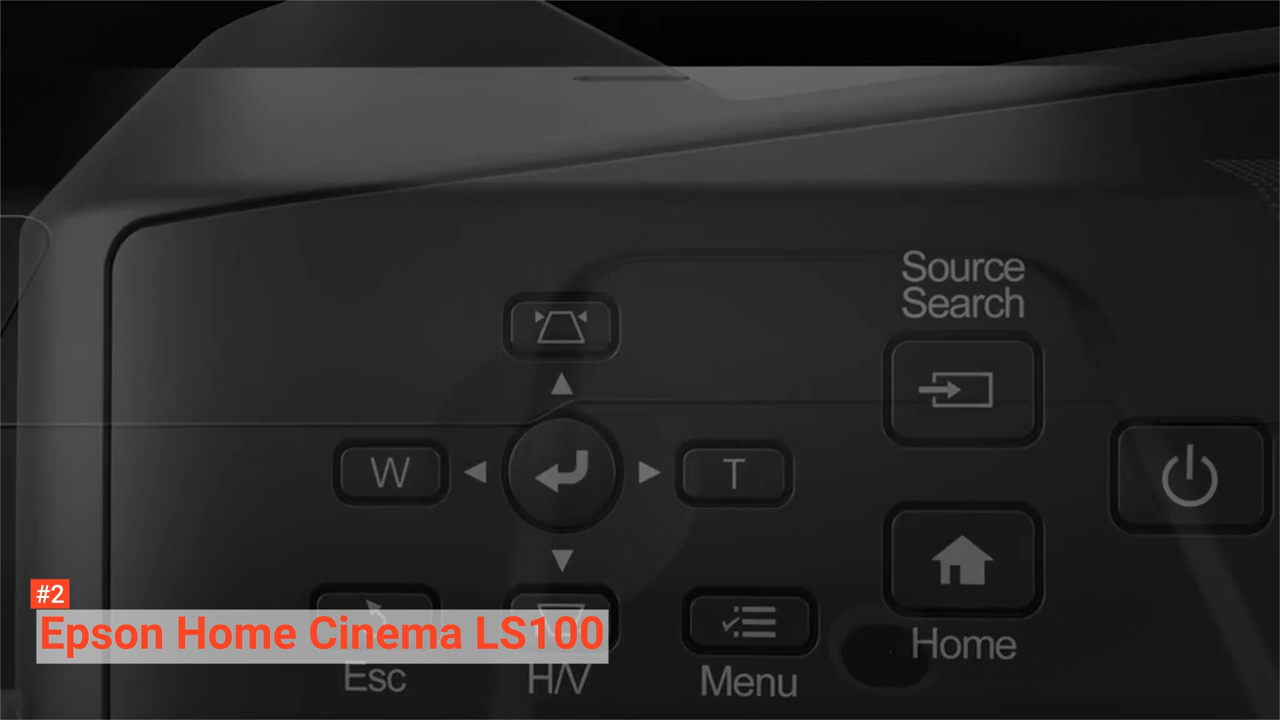 Source
Search
W
T
#2
Epson Home Cinema LS100
Home
Esc
H/V
Menu